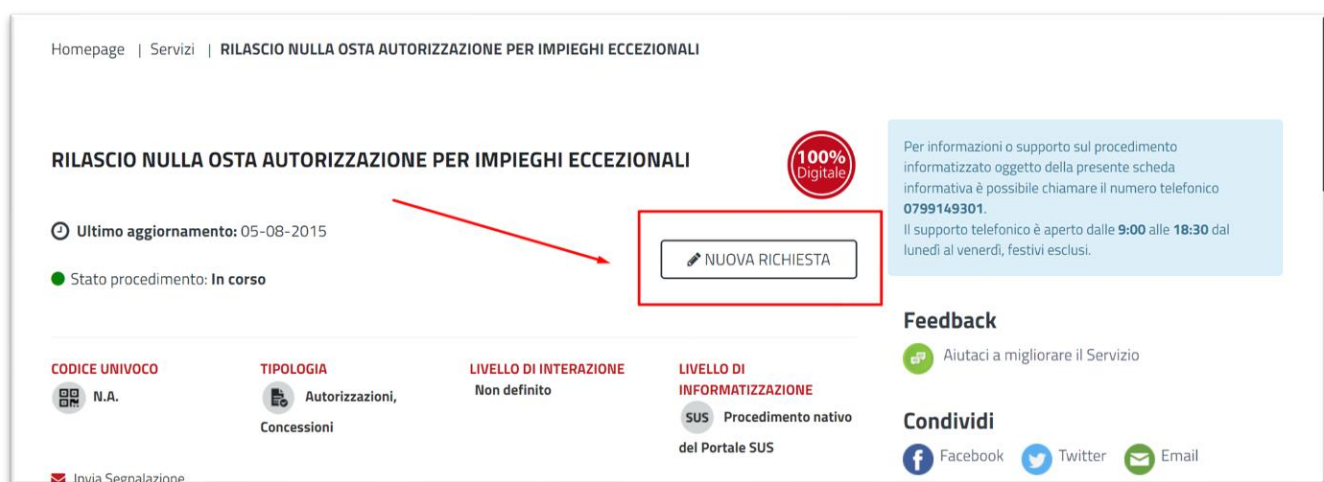 Homepage | Servizi | RILASCIO NULLA OSTA AUTORIZZAZIONE PER IMPIEGHI ECCEZIONALI
RILASCIO NULLA OSTA AUTORIZZAZIONE PER IMPIEGHI ECCEZIONALI
100%
Digitale
Ultimo aggiornamento: 05-08-2015
Stato procedimento: In corso
NUOVA RICHIESTA
CODICE UNIVOCO
N.A.
TIPOLOGIA
Autorizzazioni,
Concessioni
LIVELLO DI INTERAZIONE
Non definito
LIVELLO DI
INFORMATIZZAZIONE
SUS Procedimento nativo
del Portale SUS
Invia Segnalazione
Per informazioni o supporto sul procedimento
informatizzato oggetto della presente scheda
informativa è possibile chiamare il numero telefonico
0799149301.
Il supporto telefonico è aperto dalle 9:00 alle 18:30 dal
lunedì al venerdì, festivi esclusi.
Feedback
Aiutaci a migliorare il Servizio
Condividi
Facebook Twitter Email